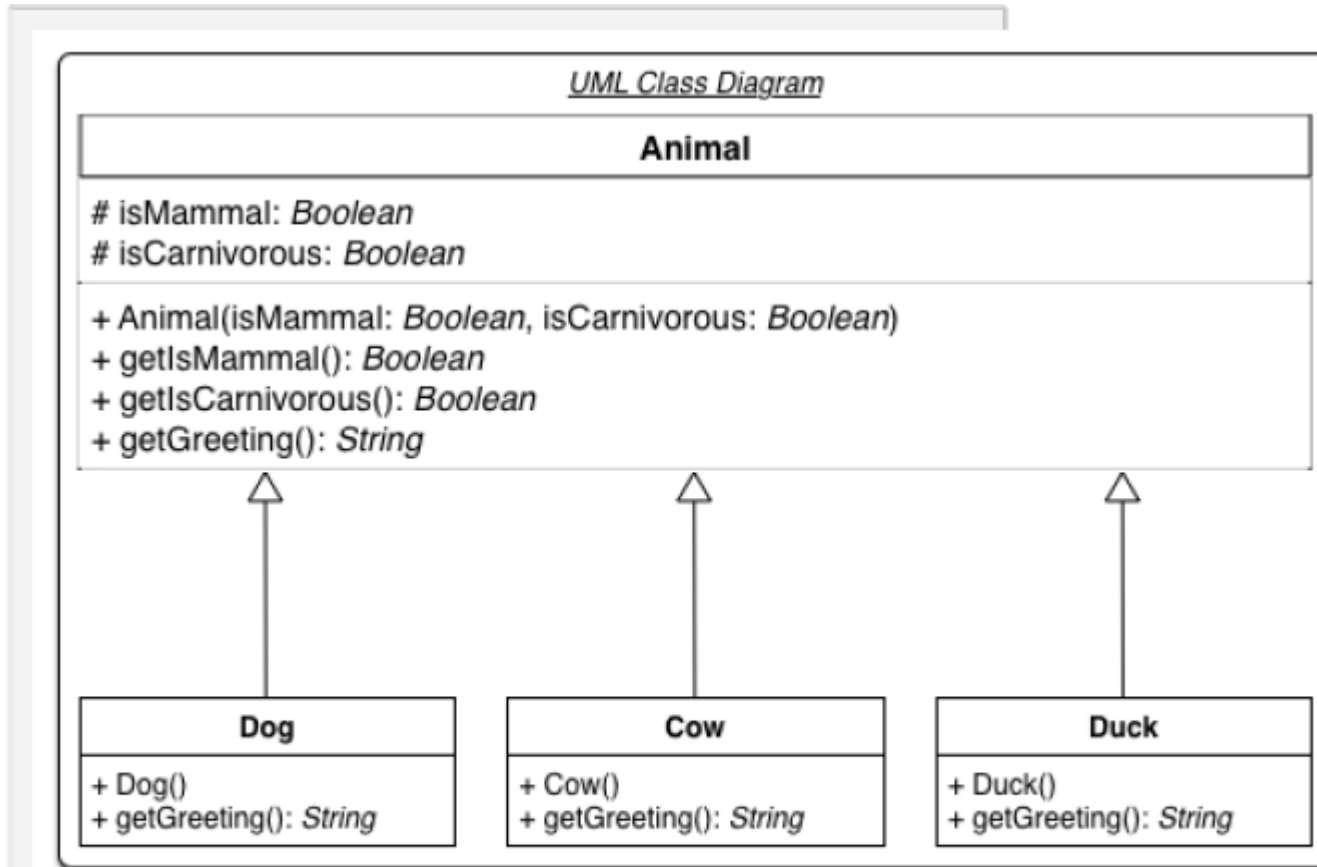 UML Class Diagram
Animal
# isMammal: Boolean
# isCarnivorous: Boolean
+ Animal(isMammal: Boolean, isCarnivorous: Boolean)
+ getIsMammal(): Boolean
+ getIsCarnivorous(): Boolean
+ getGreeting(): String
Dog
+ Dog()
+ getGreeting(): String
Cow
+ Cow()
+ getGreeting(): String
Duck
+ Duck()
+ getGreeting(): String